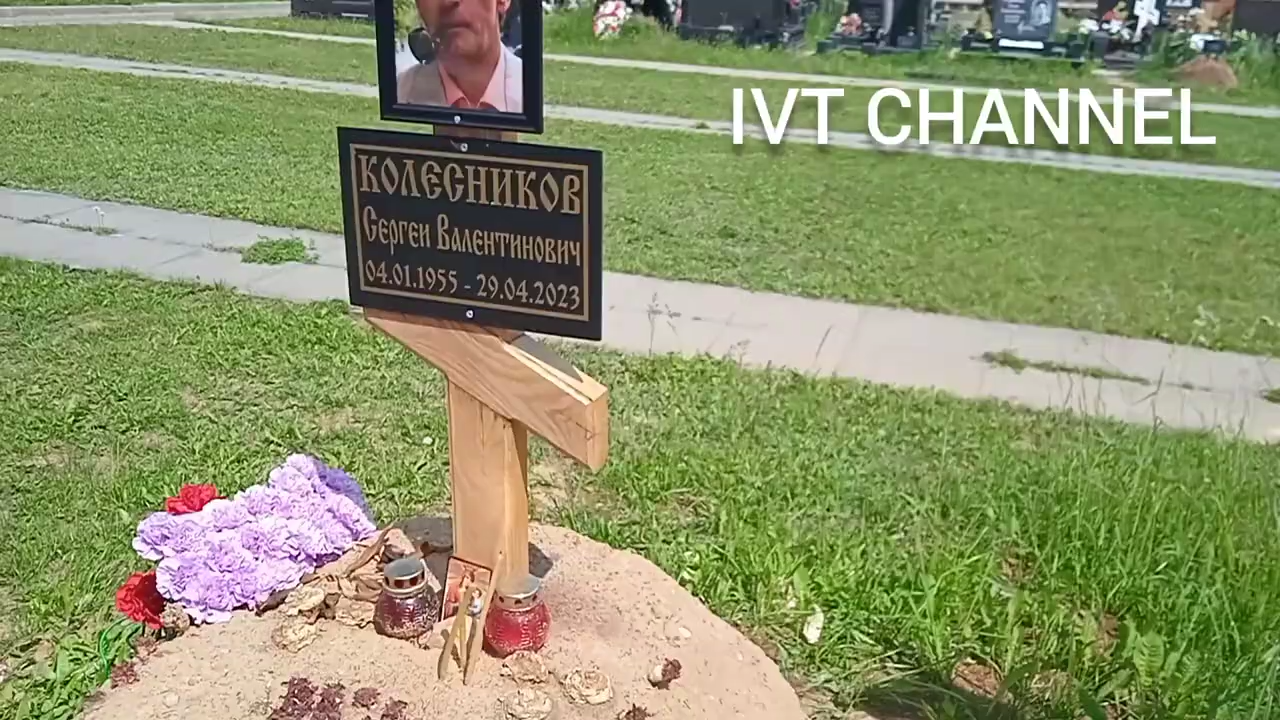 IVT CHANNEL
КОЛЕСНИКОВ
Сергей Валентинович
04.01.1955 - 29.04.2023